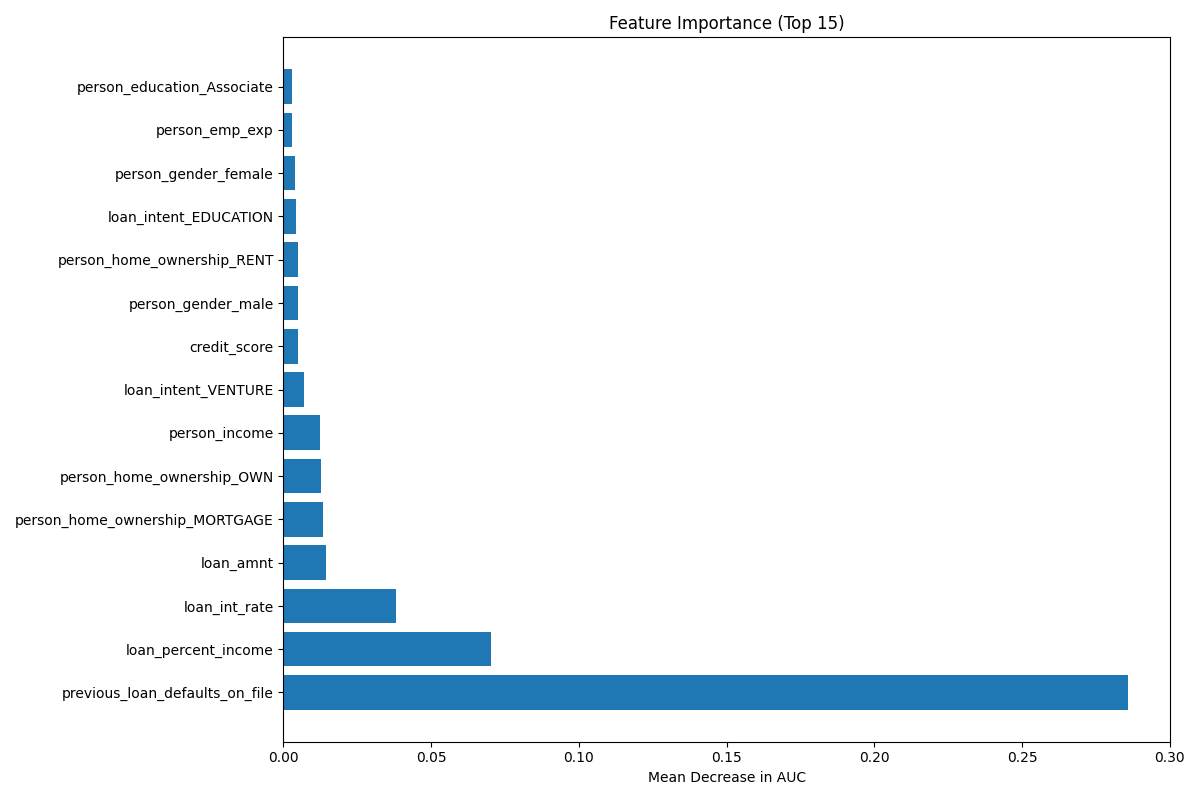 Feature Importance (Top 15)
person_education_Associate
person_emp_exp
person_gender_female
loan_intent_EDUCATION
person_home_ownership_RENT
person_gender_male
credit_score
loan_intent_VENTURE
person_income
person_home_ownership_OWN
person_home_ownership_MORTGAGE
loan_amnt
loan_int_rate
loan_percent_income
previous_loan_defaults_on_file
0.00 0.05 0.10 0.15 0.20 0.25 0.30
Mean Decrease in AUC